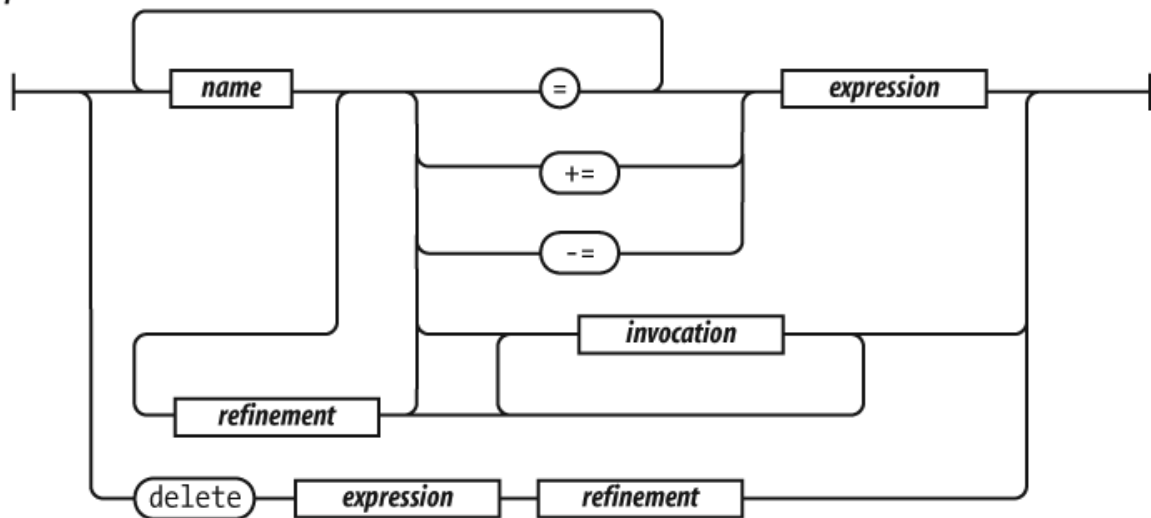 name = expression
+=
-=
invocation
refinement
delete expression refinement